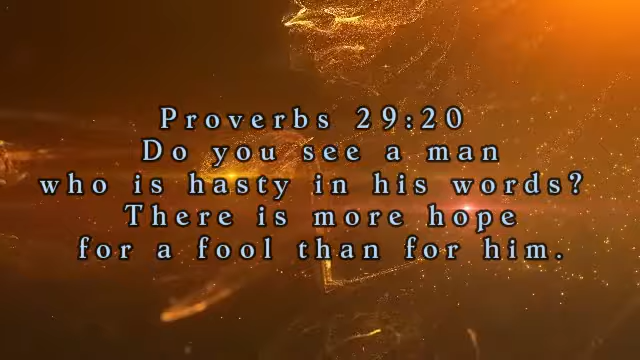 Proverbs 29:20
Do you see a man
who is hasty in his words?
There is more hope
for a fool than for him.